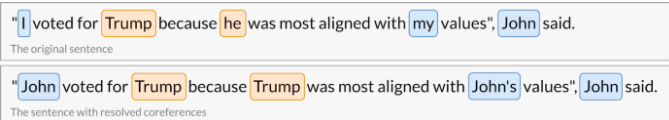 "I voted for Trump because he was most aligned with my values", John said.
The original sentence
"John voted for Trump because Trump was most aligned with John's values", John said.
The sentence with resolved coreferences